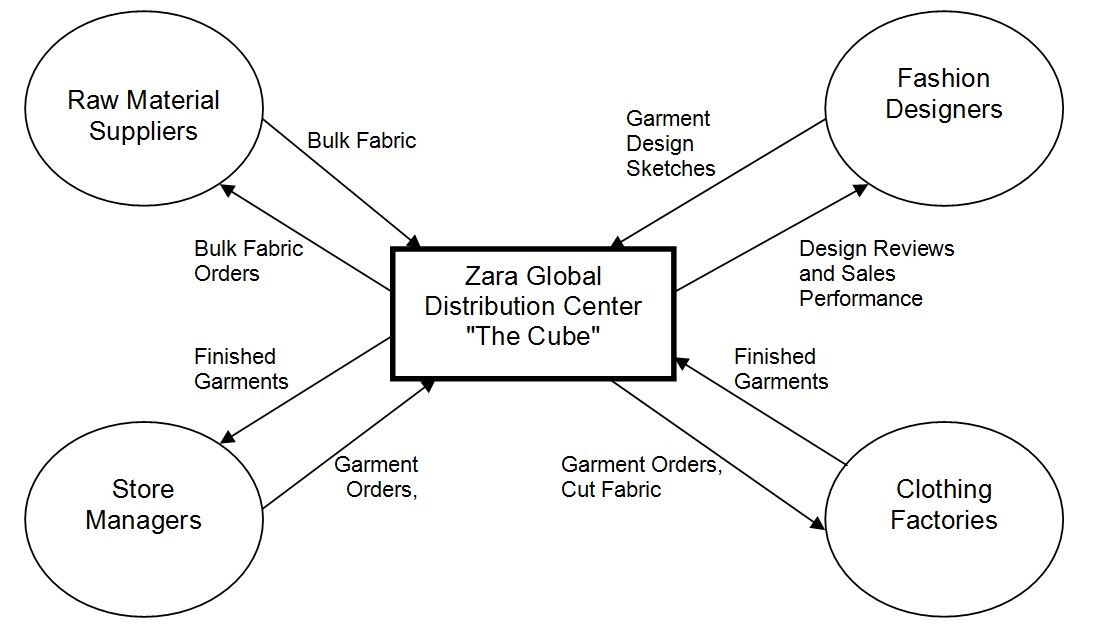 Raw Material
Suppliers
Bulk Fabric
Garment
Design
Sketches
Fashion
Designers
Bulk Fabric
Orders
Zara Global
Distribution Center
"The Cube"
Design Reviews
and Sales
Performance
Finished
Garments
Finished
Garments
Store
Managers
Garment
Orders,
Garment Orders,
Cut Fabric
Clothing
Factories